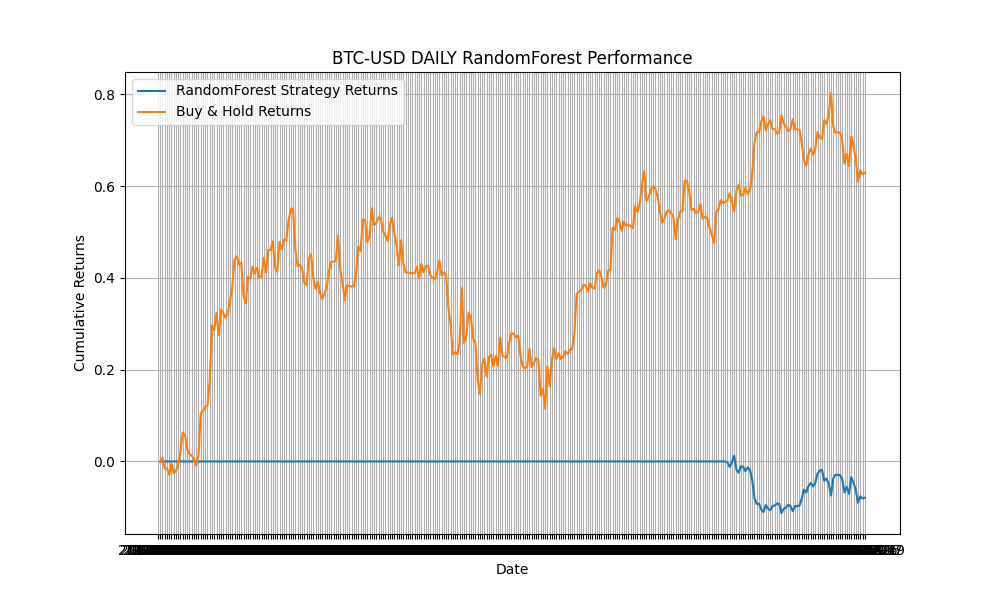 BTC-USD DAILY RandomForest Performance
RandomForest Strategy Returns
Buy & Hold Returns
0.8
0.6
0.4
0.2
0.0
Cumulative Returns
Date